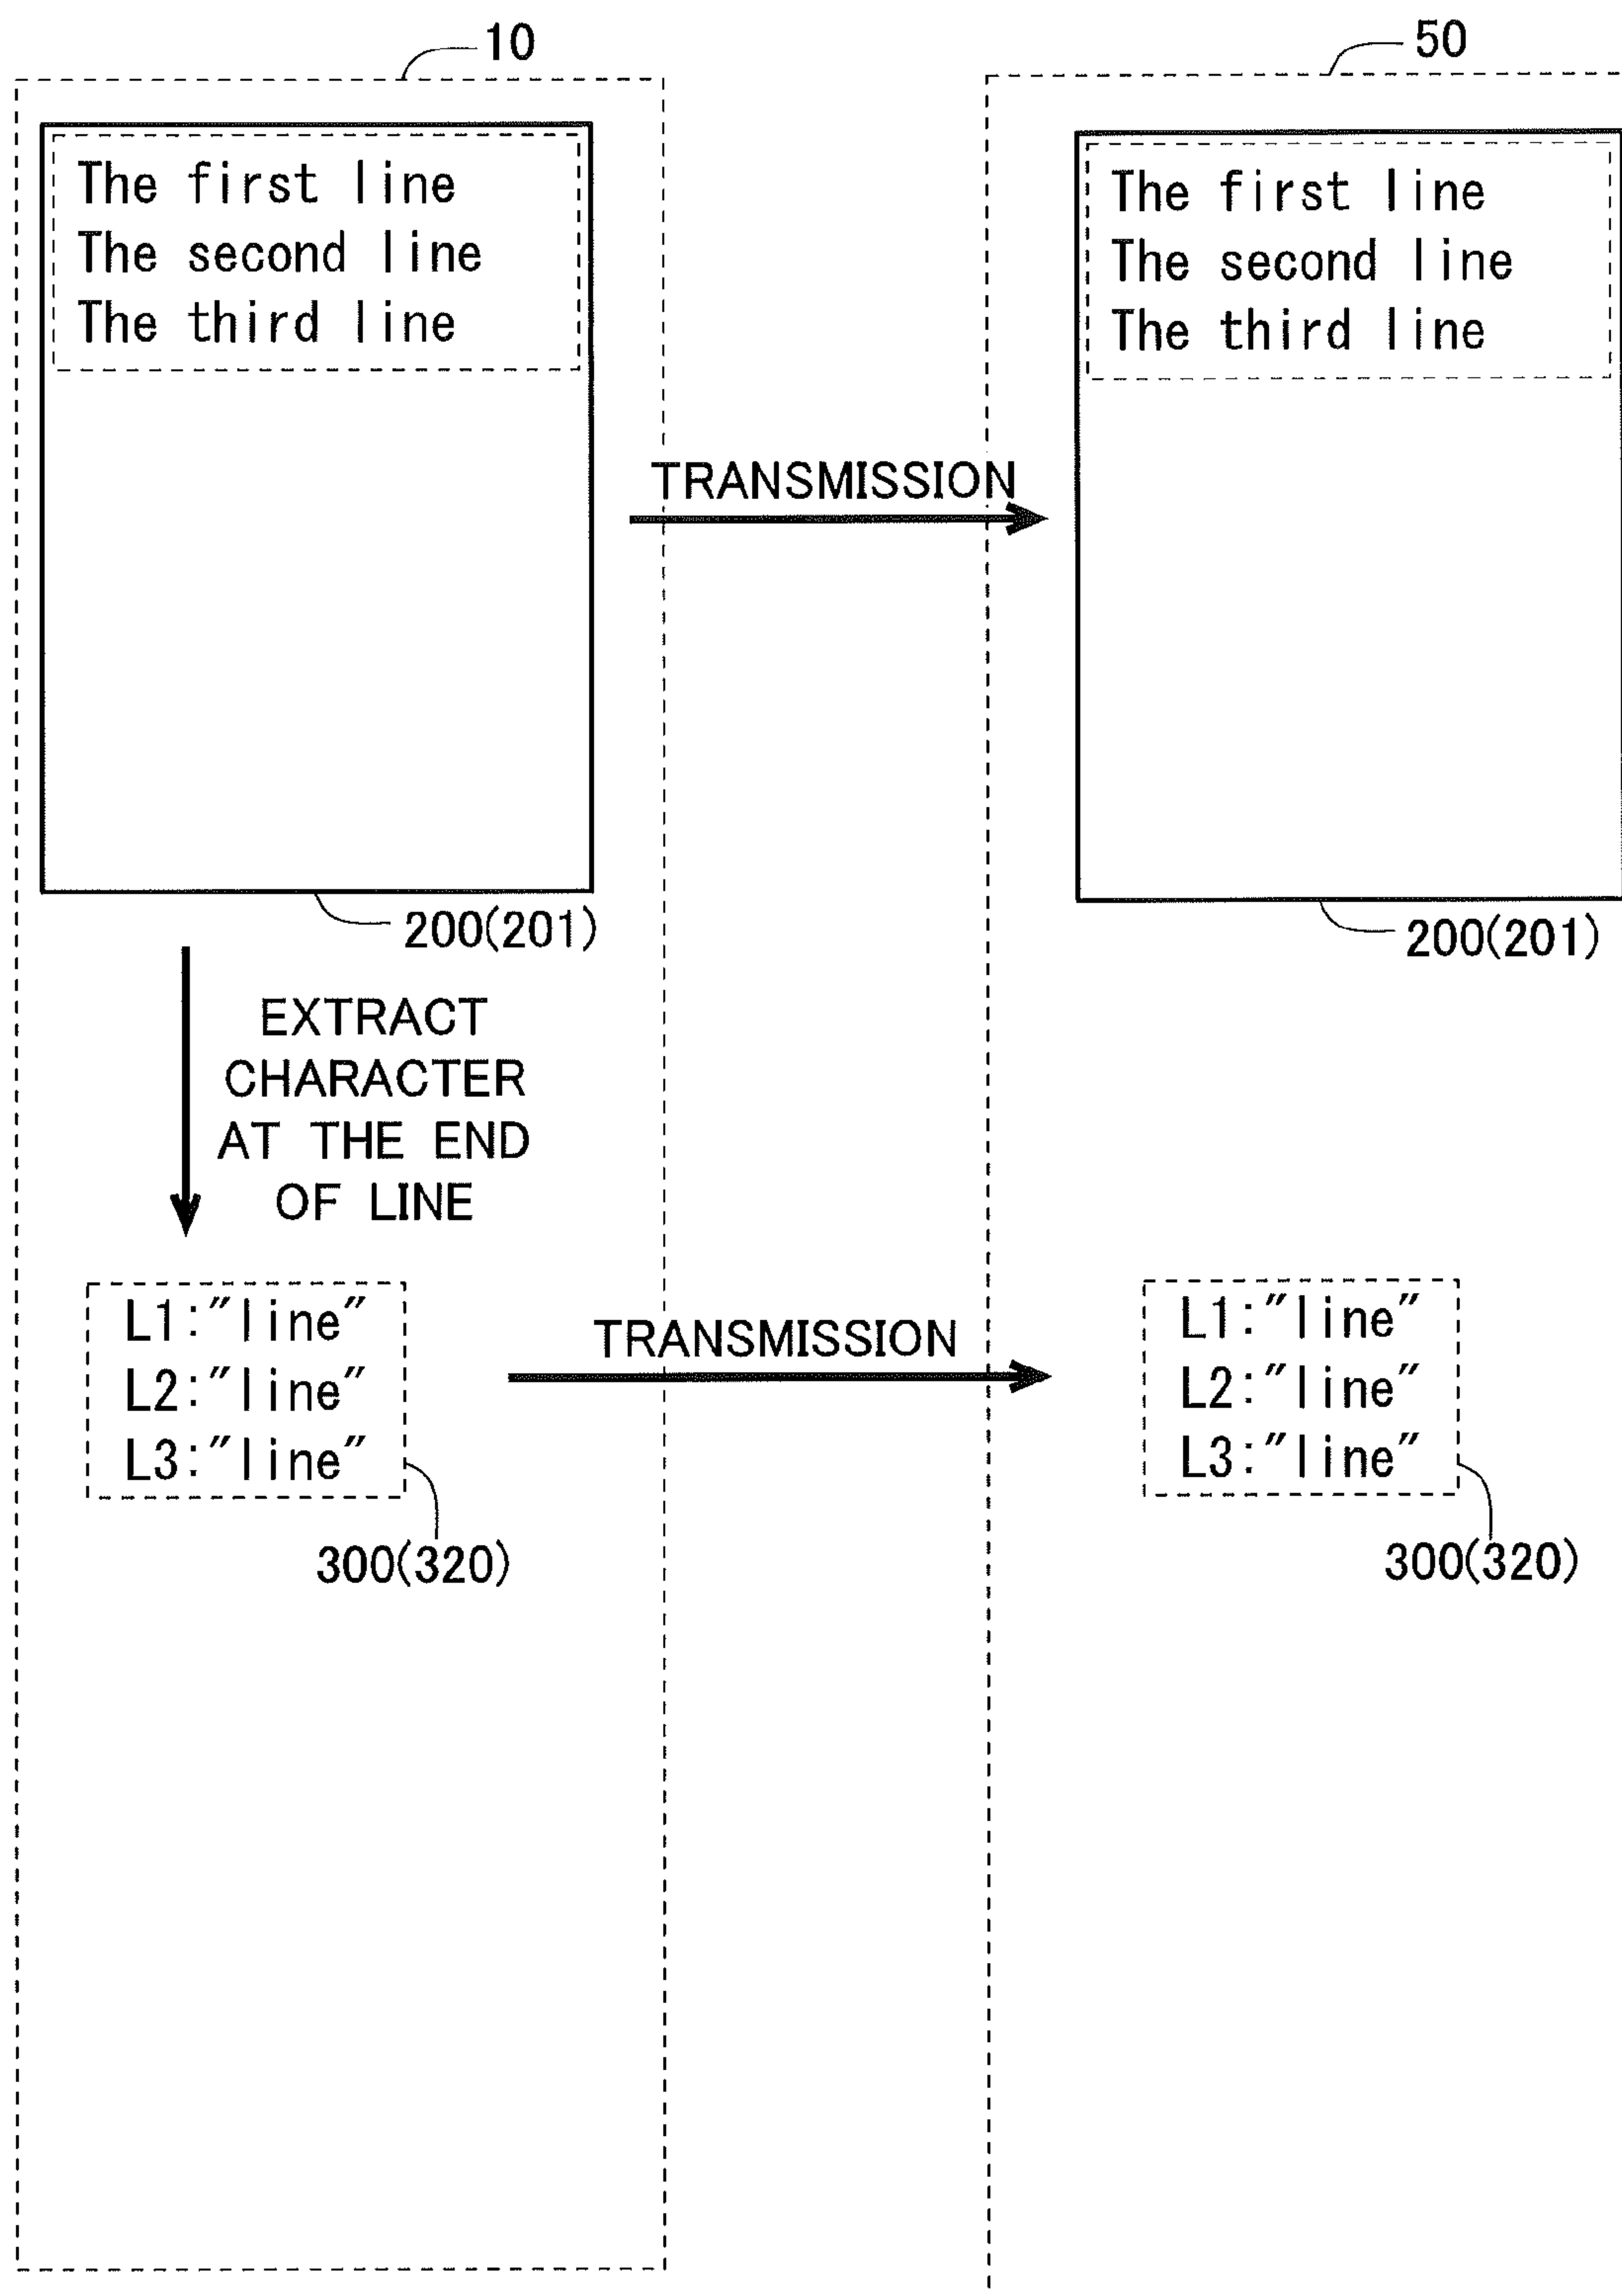 10
50
The first line
The second line
The third line
The first line
The second line
The third line
TRANSMISSION
200(201)
200(201)
EXTRACT
CHARACTER
AT THE END
OF LINE
L1:"line"
L2:"line"
L3:"line"
TRANSMISSION
L1:"line"
L2:"line"
L3:"line"
300(320)
300(320)